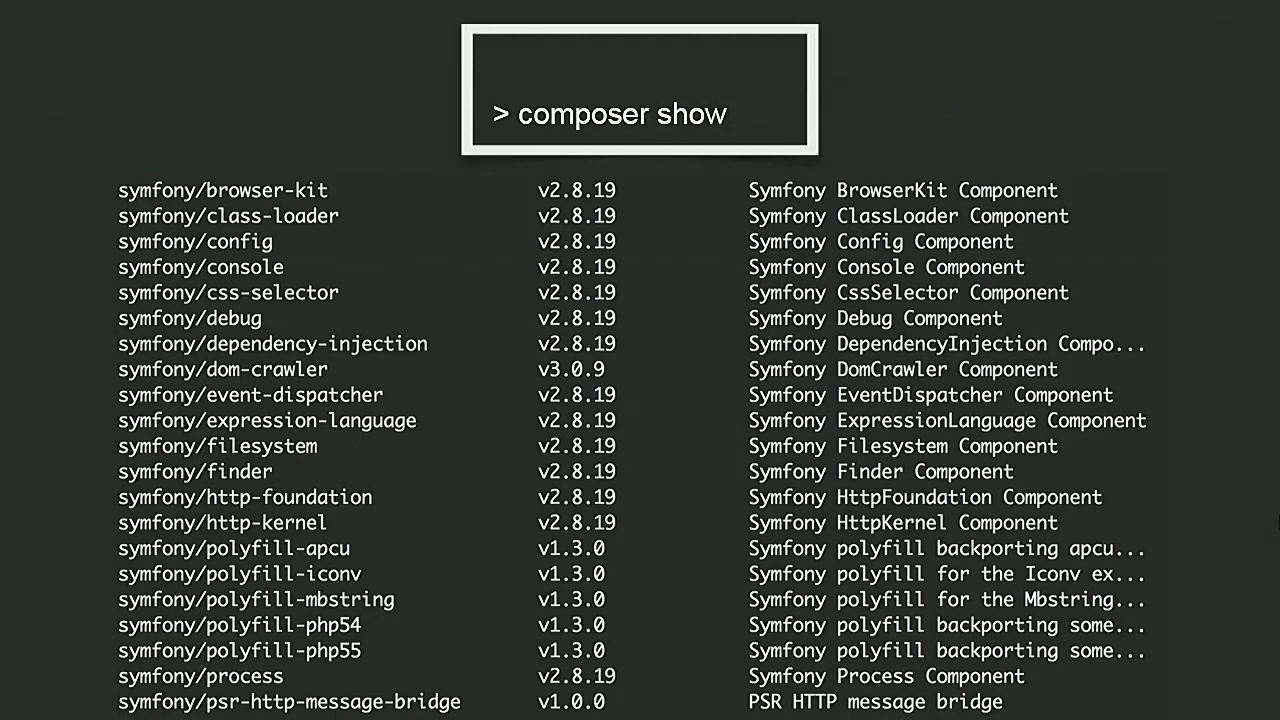 > composer show
symfony/browser-kit v2.8.19 Symfony BrowserKit Component
symfony/class-loader v2.8.19 Symfony ClassLoader Component
symfony/config v2.8.19 Symfony Config Component
symfony/console v2.8.19 Symfony Console Component
symfony/css-selector v2.8.19 Symfony CssSelector Component
symfony/debug v2.8.19 Symfony Debug Component
symfony/dependency-injection v2.8.19 Symfony DependencyInjection Compo...
symfony/dom-crawler v3.0.9 Symfony DomCrawler Component
symfony/event-dispatcher v2.8.19 Symfony EventDispatcher Component
symfony/expression-language v2.8.19 Symfony ExpressionLanguage Component
symfony/filesystem v2.8.19 Symfony Filesystem Component
symfony/finder v2.8.19 Symfony Finder Component
symfony/http-foundation v2.8.19 Symfony HttpFoundation Component
symfony/http-kernel v2.8.19 Symfony HttpKernel Component
symfony/polyfill-apcu v1.3.0 Symfony polyfill backporting apcu...
symfony/polyfill-iconv v1.3.0 Symfony polyfill for the Iconv ex...
symfony/polyfill-mbstring v1.3.0 Symfony polyfill for the Mbstring...
symfony/polyfill-php54 v1.3.0 Symfony polyfill backporting some...
symfony/polyfill-php55 v1.3.0 Symfony polyfill backporting some...
symfony/process v2.8.19 Symfony Process Component
symfony/psr-http-message-bridge v1.0.0 PSR HTTP message bridge